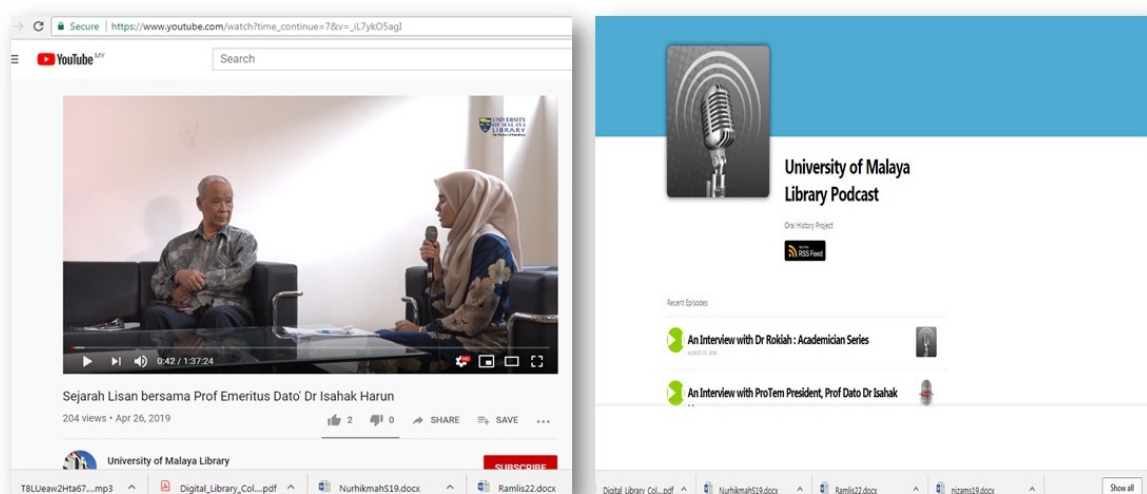 Secure | https://www.youtube.com/watch?time_continue=7&v=_iL7ykO5agI
YouTube MY
Search
UNIVERSITY
OF MALAYA
LIBRARY
0:42 / 1:37:24
HD
Sejarah Lisan bersama Prof Emeritus Dato' Dr Isahak Harun
204 views • Apr 26, 2019
2
0
SHARE
SAVE
University of Malaya Library
SUBSCRIBE
T8LUeaw2Hta67....mp3
Digital_Library_Col....pdf
NurhikmahS19.docx
Ramlis22.docx
University of Malaya
Library Podcast
Oral History Project
RSS Feed
Recent Episodes
An Interview with Dr Rokiah : Academician Series
An Interview with ProTem President, Prof Dato Dr Isahak
Digital_Library_Col....pdf
NurhikmahS19.docx
Ramlis22.docx
nizams19.docx
Show all